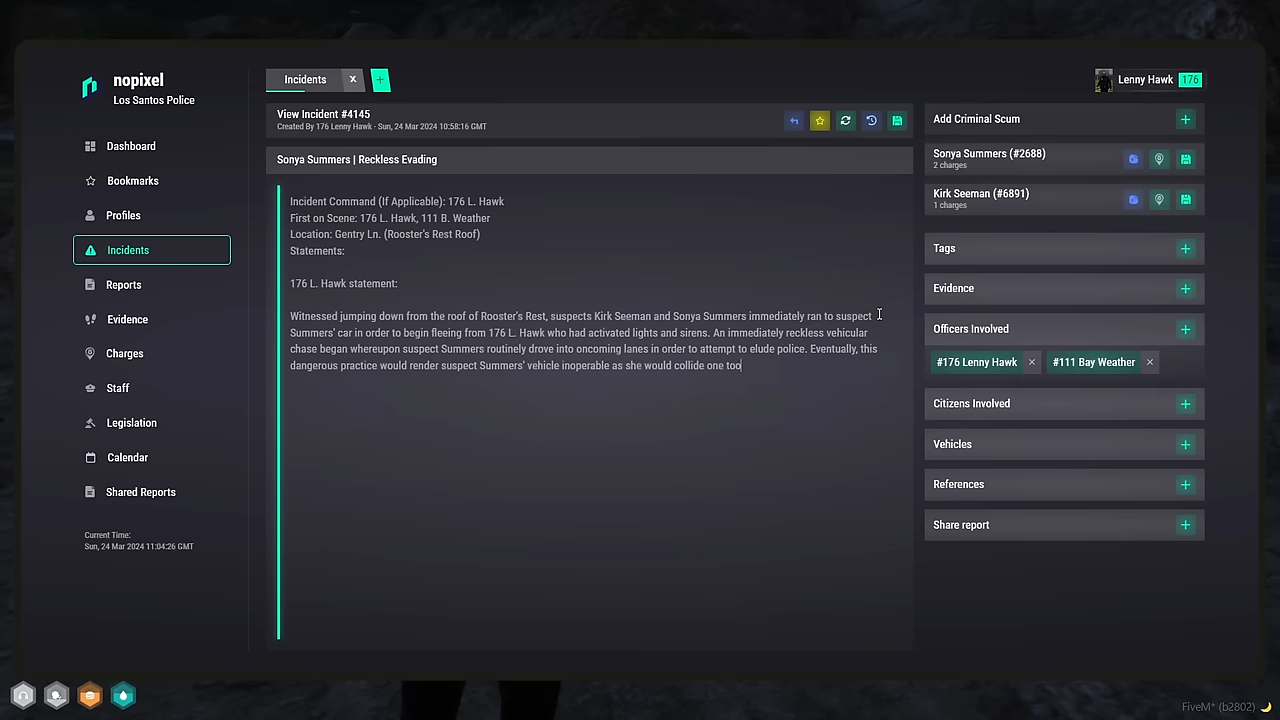 nopixel
Los Santos Police
Dashboard
Bookmarks
Profiles
Incidents
Reports
Evidence
Charges
Staff
Legislation
Calendar
Shared Reports
Current Time:
Sun, 24 Mar 2024 11:04:26 GMT
Incidents x +
View Incident #4145
Created By 176 Lenny Hawk - Sun, 24 Mar 2024 10:58:16 GMT
Sonya Summers | Reckless Evading
Incident Command (If Applicable): 176 L. Hawk
First on Scene: 176 L. Hawk, 111 B. Weather
Location: Gentry Ln. (Rooster's Rest Roof)
Statements:
176 L. Hawk statement:
Witnessed jumping down from the roof of Rooster's Rest, suspects Kirk Seeman and Sonya Summers immediately ran to suspect
Summers' car in order to begin fleeing from 176 L. Hawk who had activated lights and sirens. An immediately reckless vehicular
chase began whereupon suspect Summers routinely drove into oncoming lanes in order to attempt to elude police. Eventually, this
dangerous practice would render suspect Summers' vehicle inoperable as she would collide one too
Lenny Hawk 176
Add Criminal Scum +
Sonya Summers (#2688)
2 charges
Kirk Seeman (#6891)
1 charges
Tags +
Evidence +
Officers Involved +
#176 Lenny Hawk x #111 Bay Weather x
Citizens Involved +
Vehicles +
References +
Share report +
FiveM* (b2802)